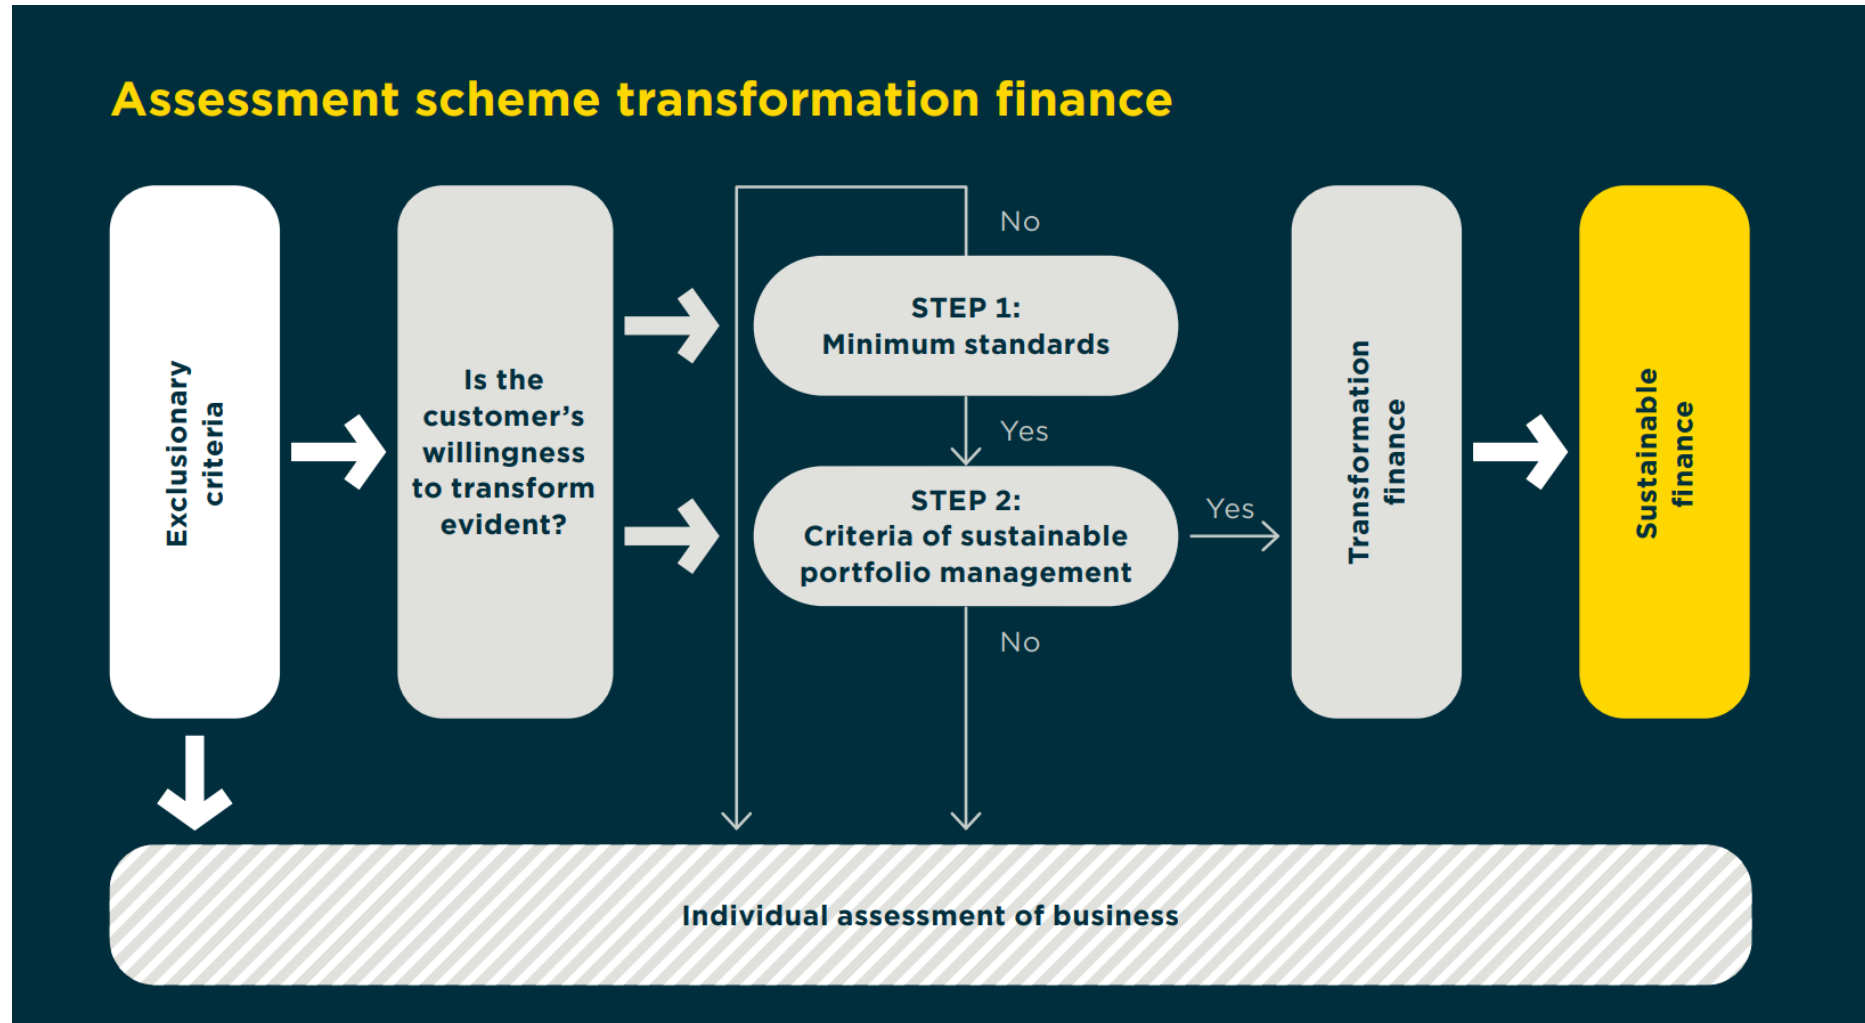 Assessment scheme transformation finance
Exclusionary
criteria
Is the
customer’s
willingness
to transform
evident?
No
STEP 1:
Minimum standards
Yes
STEP 2:
Criteria of sustainable
portfolio management
Yes
No
Transformation
finance
Sustainable
finance
Individual assessment of business